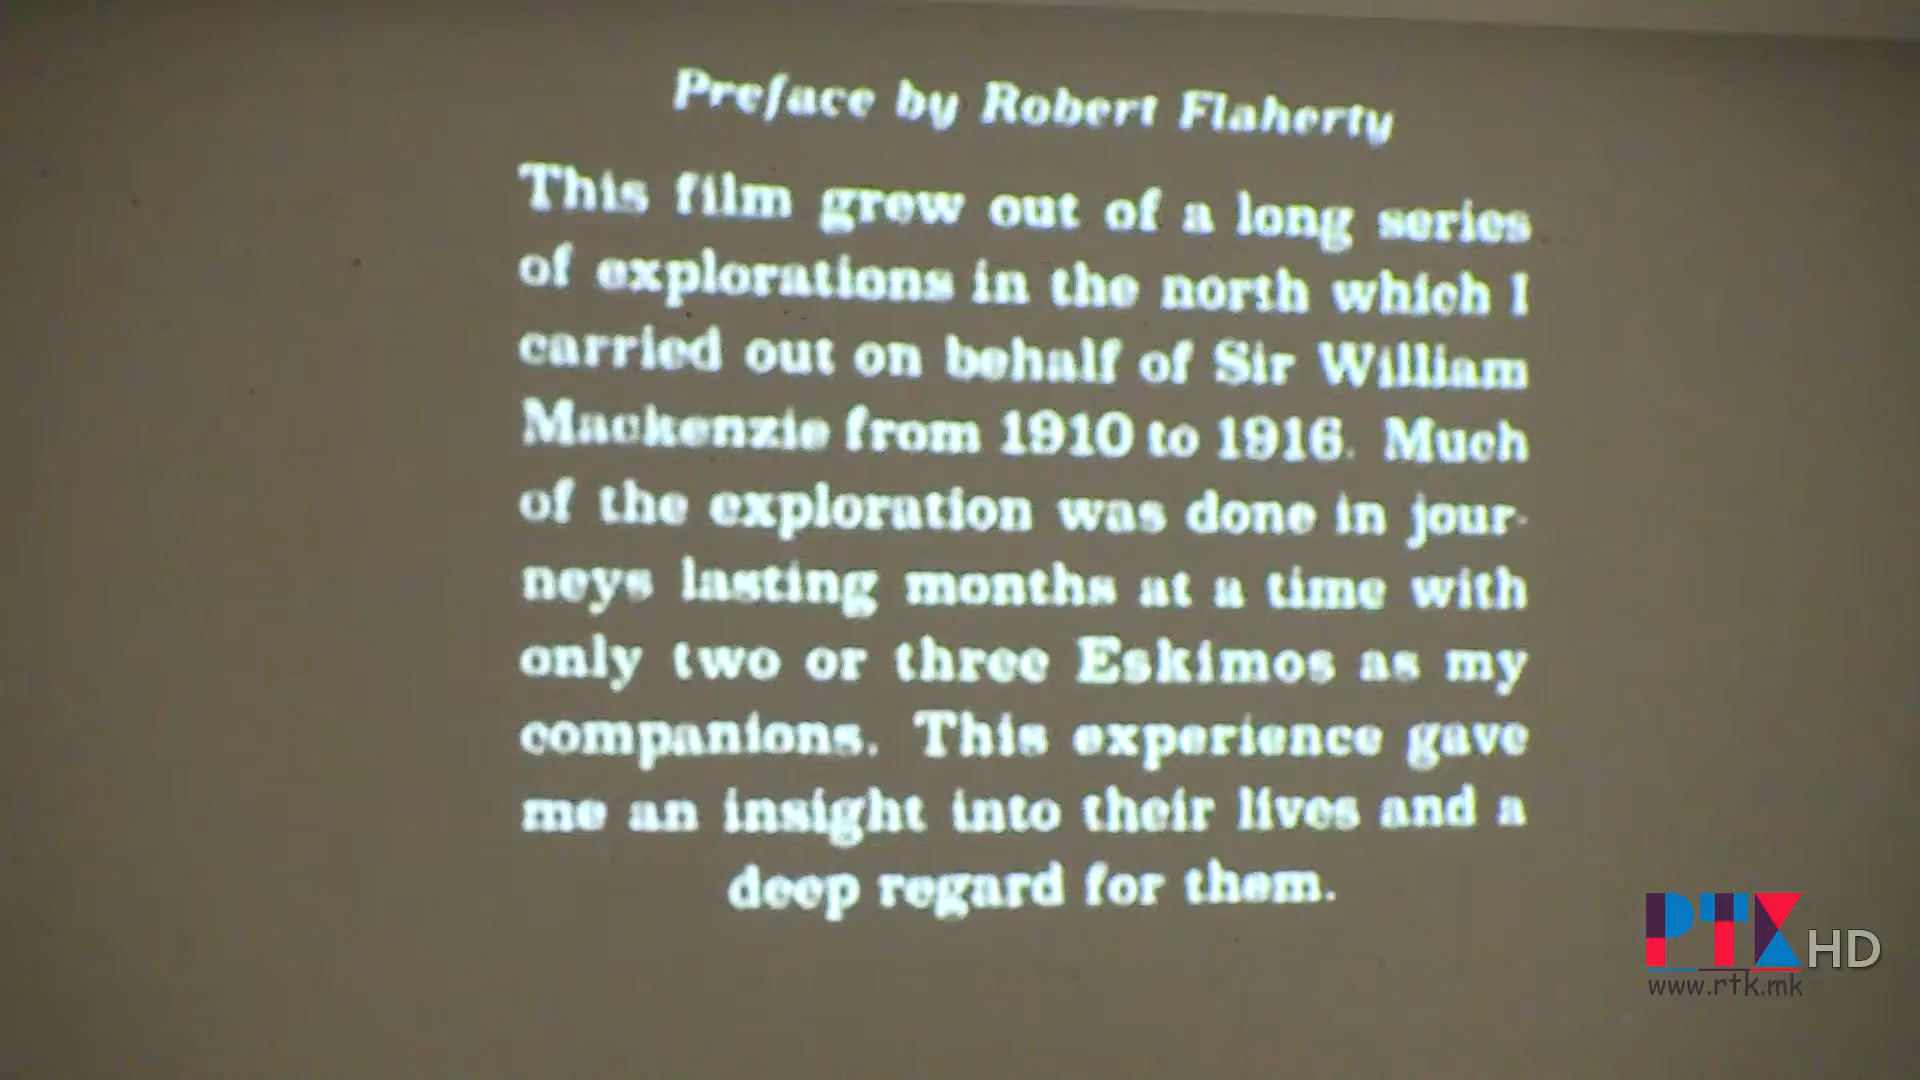 Preface by Robert Flaherty
This film grew out of a long series
of explorations in the north which I
carried out on behalf of Sir William
Mackenzie from 1910 to 1916. Much
of the exploration was done in jour-
neys lasting months at a time with
only two or three Eskimos as my
companions. This experience gave
me an insight into their lives and a
deep regard for them.
РТК HD
www.rtk.mk